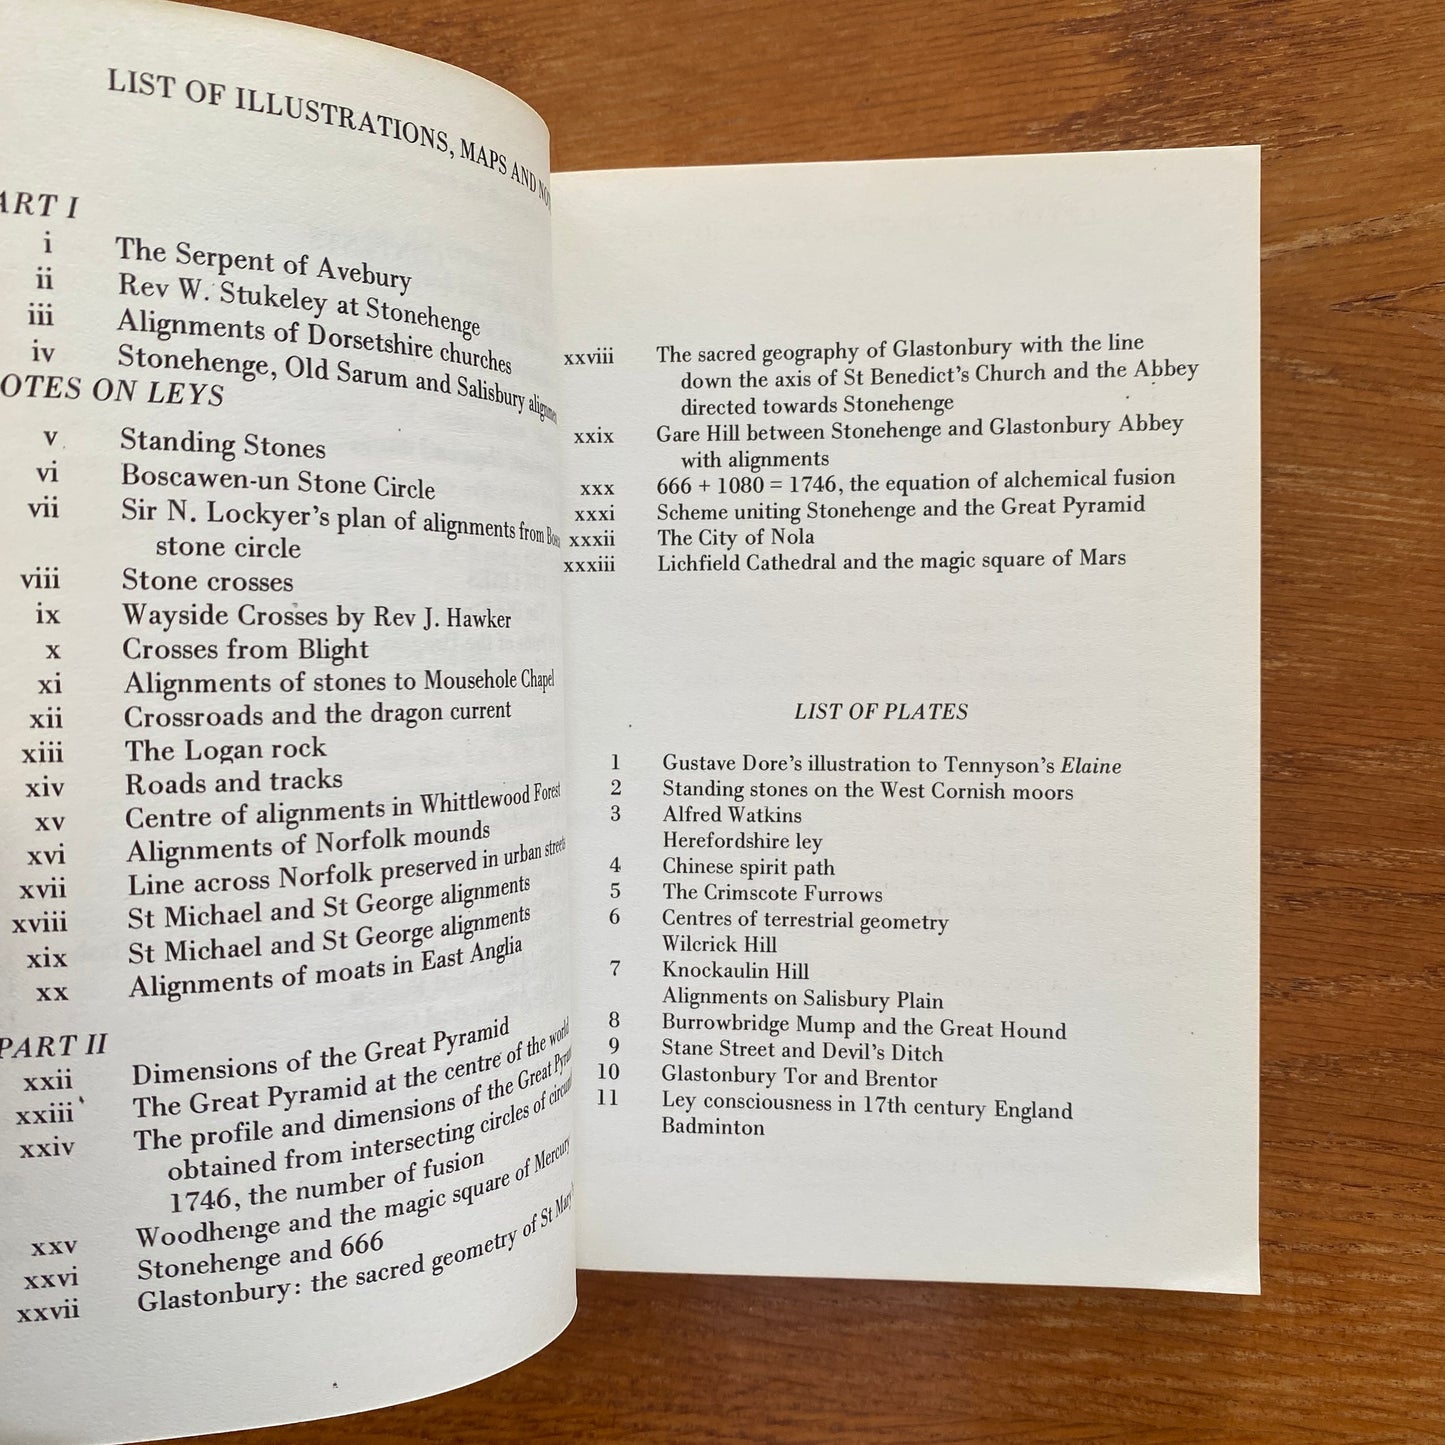 LIST OF ILLUSTRATIONS, MAPS AND
ART I
i The Serpent of Avebury
ii Rev W. Stukeley at Stonehenge
iii Alignments of Dorsetshire churches
iv Stonehenge, Old Sarum and Salisbury
OTES ON LEYS
v Standing Stones
vi Boscawen-un Stone Circle
vii Sir N. Lockyer's plan of alignments from
stone circle
viii Stone crosses
ix Wayside Crosses by Rev J. Hawker
x Crosses from Blight
xi Alignments of stones to Mousehole Chapel
xii Crossroads and the dragon current
xiii The Logan rock
xiv Roads and tracks
xv Centre of alignments in Whittlewood Forest
xvi Alignments of Norfolk mounds
xvii Line across Norfolk preserved in urban streets
xviii St Michael and St George alignments
xix St Michael and St George alignments
xx Alignments of moats in East Anglia
PART II
xxii Dimensions of the Great Pyramid
xxiii The Great Pyramid at the centre of the world
xxiv The profile and dimensions of the Great
obtained from intersecting circles of
1746, the number of fusion
xxv Woodhenge and the magic square of Mercury
xxvi Stonehenge and 666
xxvii Glastonbury: the sacred geometry of St
xxviii The sacred geography of Glastonbury with the line
down the axis of St Benedict's Church and the Abbey
directed towards Stonehenge
xxix Gare Hill between Stonehenge and Glastonbury Abbey
with alignments
xxx 666 + 1080 = 1746, the equation of alchemical fusion
xxxi Scheme uniting Stonehenge and the Great Pyramid
xxxii The City of Nola
xxxiii Lichfield Cathedral and the magic square of Mars
LIST OF PLATES
1 Gustave Dore's illustration to Tennyson's Elaine
2 Standing stones on the West Cornish moors
3 Alfred Watkins
Herefordshire ley
4 Chinese spirit path
5 The Crimscote Furrows
6 Centres of terrestrial geometry
Wilcrick Hill
7 Knockaulin Hill
Alignments on Salisbury Plain
8 Burrowbridge Mump and the Great Hound
9 Stane Street and Devil's Ditch
10 Glastonbury Tor and Brentor
11 Ley consciousness in 17th century England
Badminton